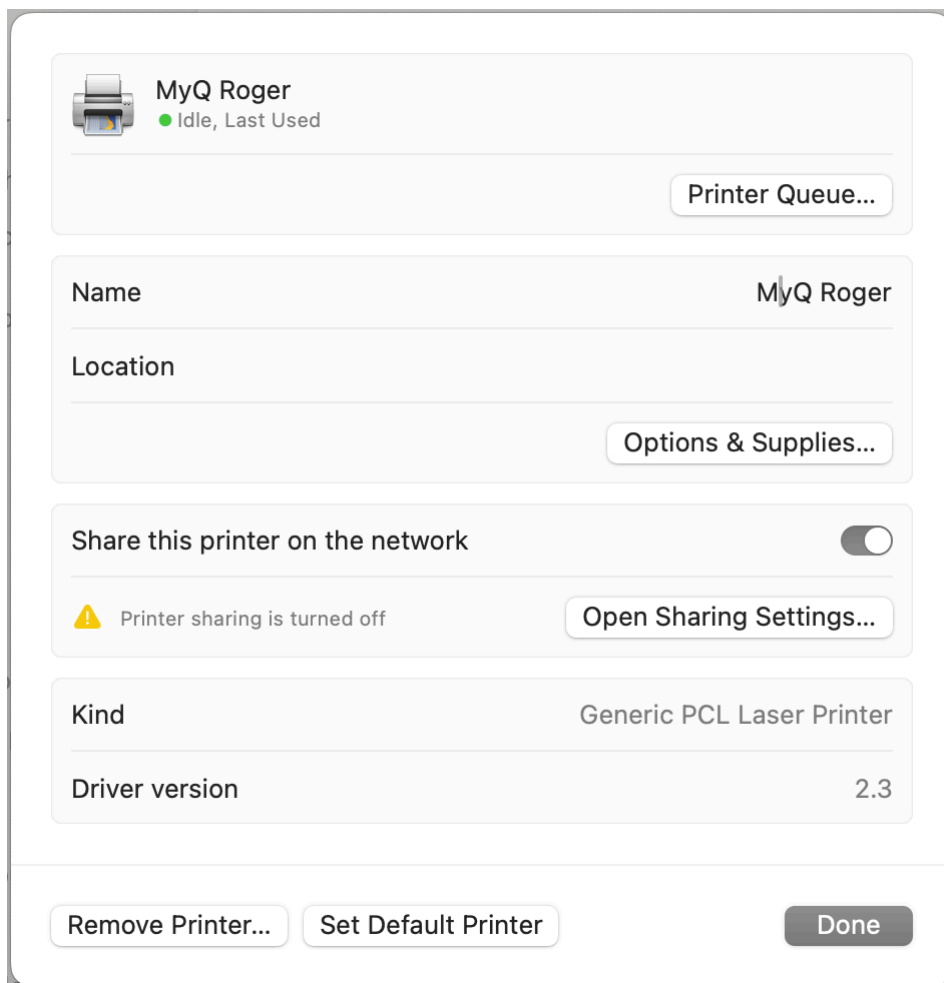 MyQ Roger
Idle, Last Used
Printer Queue...
Name
MyQ Roger
Location
Options & Supplies...
Share this printer on the network
Printer sharing is turned off
Open Sharing Settings...
Kind
Generic PCL Laser Printer
Driver version
2.3
Remove Printer...
Set Default Printer
Done